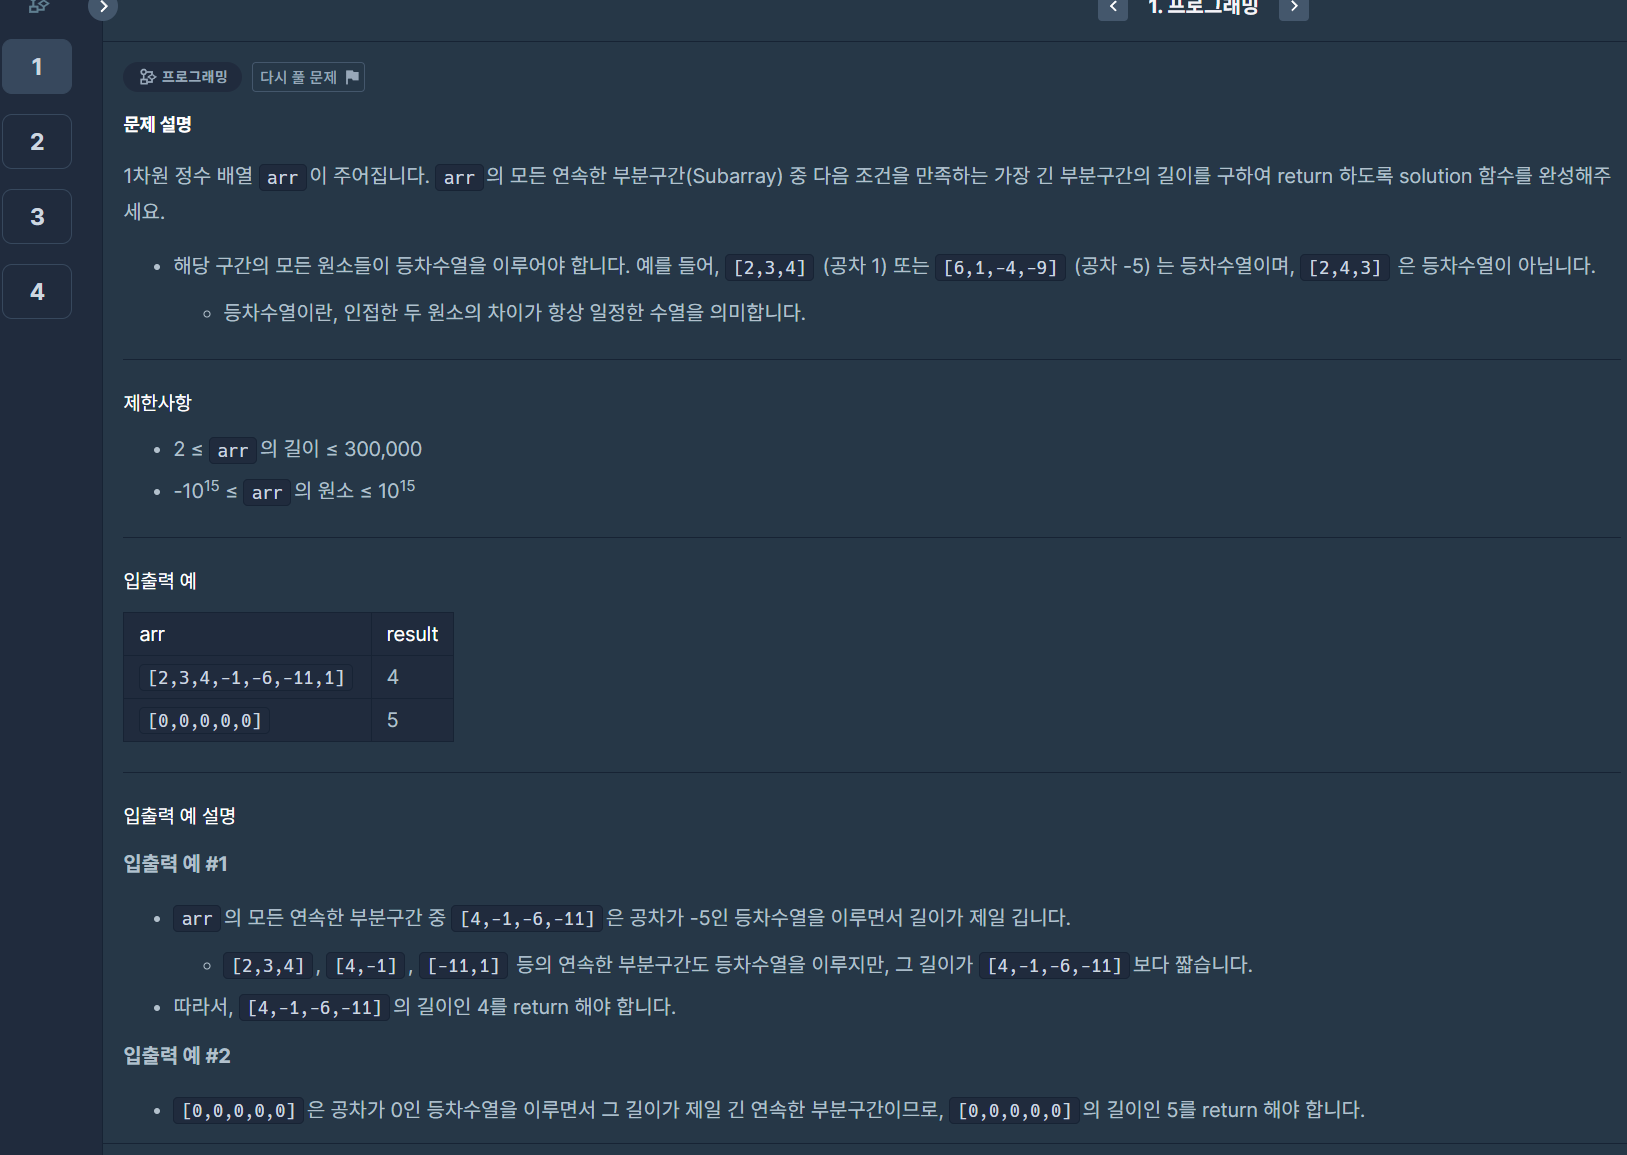 1. 프로그래밍
1
2
3
4
프로그래밍
다시 풀 문제
문제 설명
1차원 정수 배열 arr 이 주어집니다. arr 의 모든 연속한 부분구간(Subarray) 중 다음 조건을 만족하는 가장 긴 부분구간의 길이를 구하여 return 하도록 solution 함수를 완성해주
세요.
• 해당 구간의 모든 원소들이 등차수열을 이루어야 합니다. 예를 들어, [2,3,4] (공차 1) 또는 [6,1,-4,-9] (공차 -5) 는 등차수열이며, [2,4,3] 은 등차수열이 아닙니다.
◦ 등차수열이란, 인접한 두 원소의 차이가 항상 일정한 수열을 의미합니다.
제한사항
• 2 ≤ arr 의 길이 ≤ 300,000
• -10¹⁵ ≤ arr 의 원소 ≤ 10¹⁵
입출력 예
arr result
[2,3,4,-1,-6,-11,1] 4
[0,0,0,0,0] 5
입출력 예 설명
입출력 예 #1
• arr 의 모든 연속한 부분구간 중 [4,-1,-6,-11] 은 공차가 -5인 등차수열을 이루면서 길이가 제일 깁니다.
◦ [2,3,4] , [4,-1] , [-11,1] 등의 연속한 부분구간도 등차수열을 이루지만, 그 길이가 [4,-1,-6,-11] 보다 짧습니다.
• 따라서, [4,-1,-6,-11] 의 길이인 4를 return 해야 합니다.
입출력 예 #2
• [0,0,0,0,0] 은 공차가 0인 등차수열을 이루면서 그 길이가 제일 긴 연속한 부분구간이므로, [0,0,0,0,0] 의 길이인 5를 return 해야 합니다.